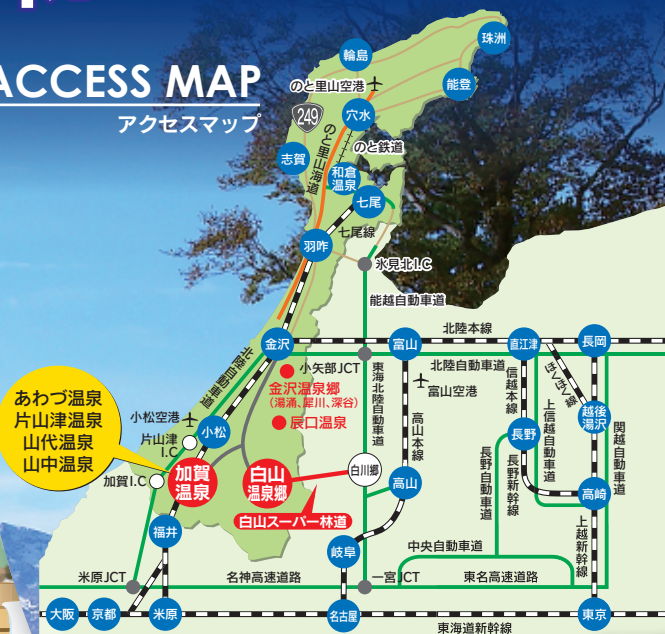 ACCESS MAP
アクセスマップ
輪島
珠洲
のと里山空港
能登
249
穴水
のと里山海道
のと鉄道
志賀
和倉
温泉
七尾
七尾線
羽咋
氷見北I.C
能越自動車道
北陸本線
金沢
富山
直江津
長岡
北陸自動車道
小矢部JCT
北陸自動車道
ほくほく線
金沢温泉郷
(湯涌、犀川、深谷)
東海北陸自動車道
富山空港
信越本線
上信越自動車道
越後
湯沢
関越自動車道
辰口温泉
高山本線
あわづ温泉
片山津温泉
山代温泉
山中温泉
小松空港
小松
片山津
I.C
加賀I.C
加賀
温泉
白山
温泉郷
白川郷
高山
長野
長野自動車道
長野新幹線
高崎
白山スーパー林道
福井
岐阜
中央自動車道
上越新幹線
米原JCT
名神高速道路
一宮JCT
東名高速道路
大阪
京都
米原
名古屋
東海道新幹線
東京